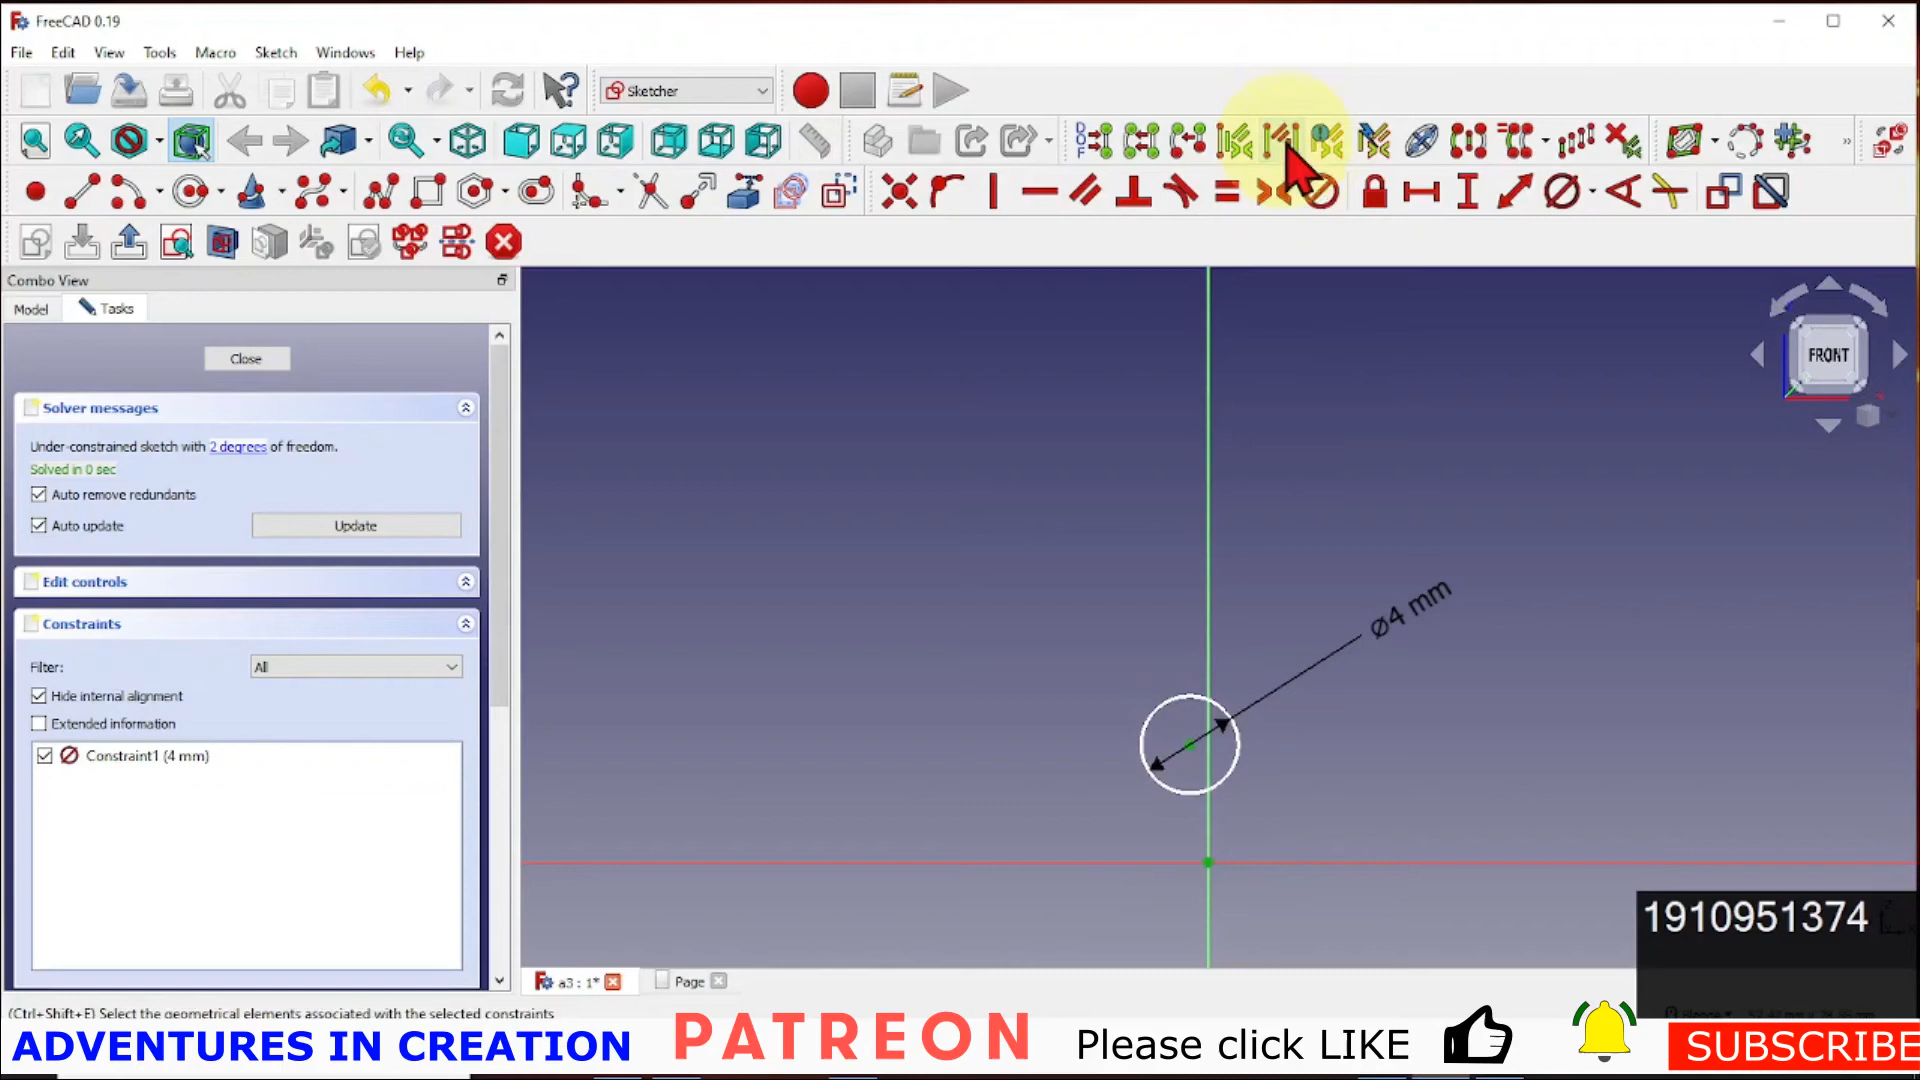 FreeCAD 0.19
File Edit View Tools Macro Sketch Windows Help
Sketcher
DOF
Combo View
Model Tasks
Close
Solver messages
Under-constrained sketch with 2 degrees of freedom.
Solved in 0 sec
Auto remove redundants
Auto update Update
Edit controls
Constraints
Filter: All
Hide internal alignment
Extended information
Constraint1 (4 mm)
FRONT
⌀4 mm
1910951374
a3 : 1* Page
(Ctrl+Shift+E) Select the geometrical elements associated with the selected constraints
ADVENTURES IN CREATION PATREON Please click LIKE SUBSCRIBE